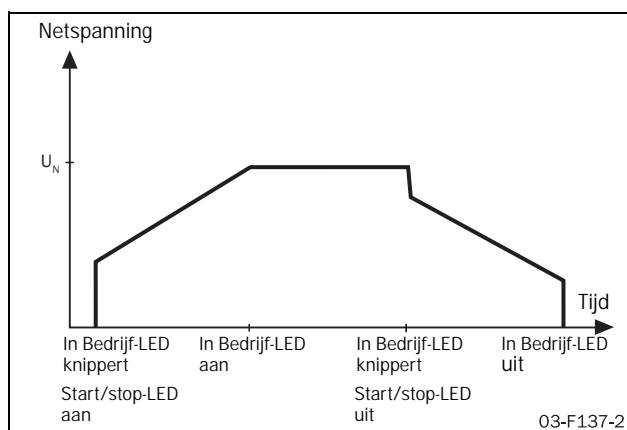 Netspanning
U_N
Tijd
In Bedrijf-LED
knippert
Start/stop-LED
aan
In Bedrijf-LED
aan
In Bedrijf-LED
knippert
Start/stop-LED
uit
In Bedrijf-LED
uit
03-F137-2